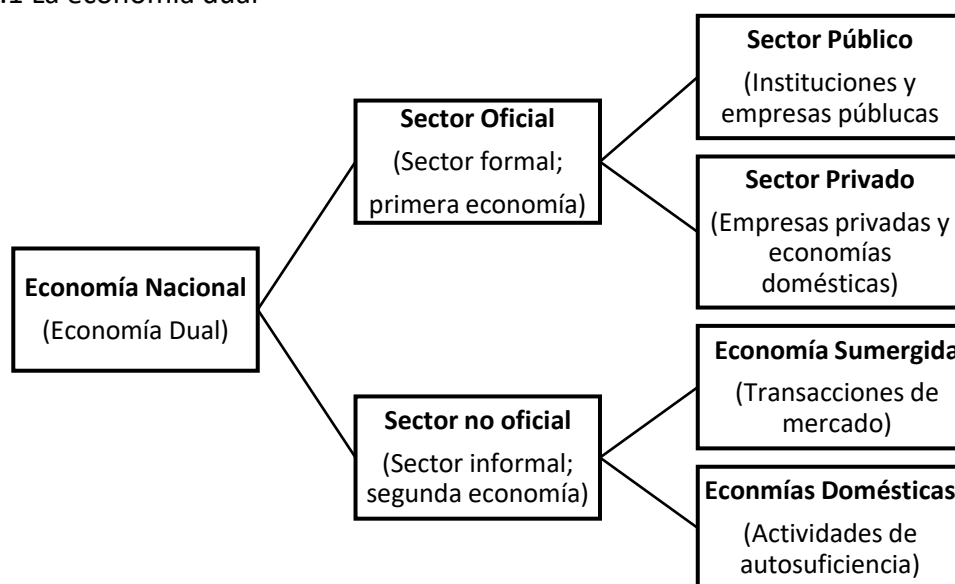 .1 La economía dual
Sector Público
(Instituciones y
empresas públucas
Sector Oficial
(Sector formal;
primera economía)
Sector Privado
(Empresas privadas y
economías
domésticas)
Economía Nacional
(Economía Dual)
Economía Sumergida
(Transacciones de
mercado)
Sector no oficial
(Sector informal;
segunda economía)
Econmías Domésticas
(Actividades de
autosuficiencia)